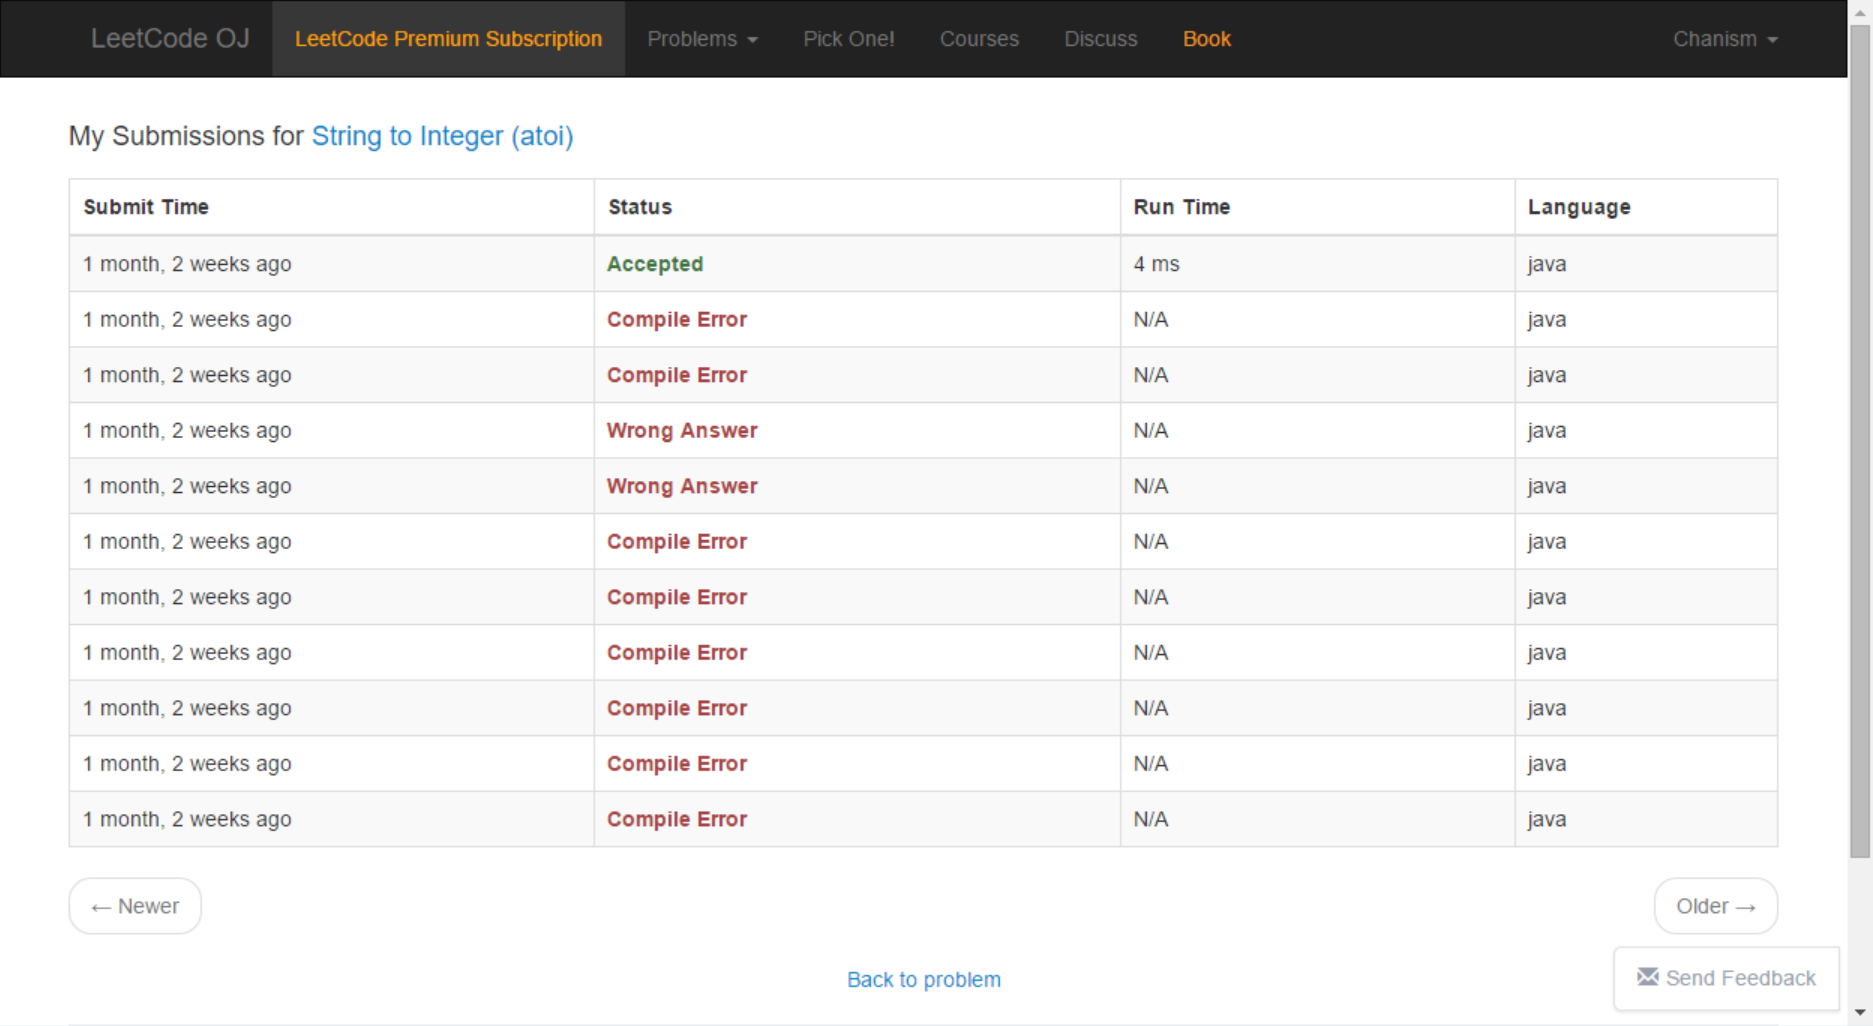 LeetCode OJ LeetCode Premium Subscription Problems Pick One! Courses Discuss Book Chanism
My Submissions for String to Integer (atoi)
Submit Time Status Run Time Language
1 month, 2 weeks ago Accepted 4 ms java
1 month, 2 weeks ago Compile Error N/A java
1 month, 2 weeks ago Compile Error N/A java
1 month, 2 weeks ago Wrong Answer N/A java
1 month, 2 weeks ago Wrong Answer N/A java
1 month, 2 weeks ago Compile Error N/A java
1 month, 2 weeks ago Compile Error N/A java
1 month, 2 weeks ago Compile Error N/A java
1 month, 2 weeks ago Compile Error N/A java
1 month, 2 weeks ago Compile Error N/A java
1 month, 2 weeks ago Compile Error N/A java
← Newer Older →
Back to problem Send Feedback